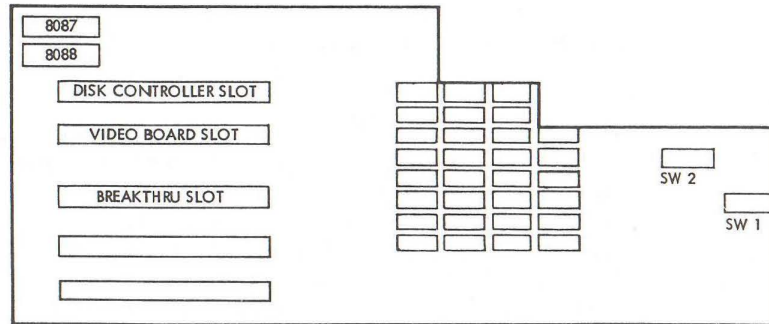 8087
8088
DISK CONTROLLER SLOT
VIDEO BOARD SLOT
BREAKTHRU SLOT
SW 2
SW 1